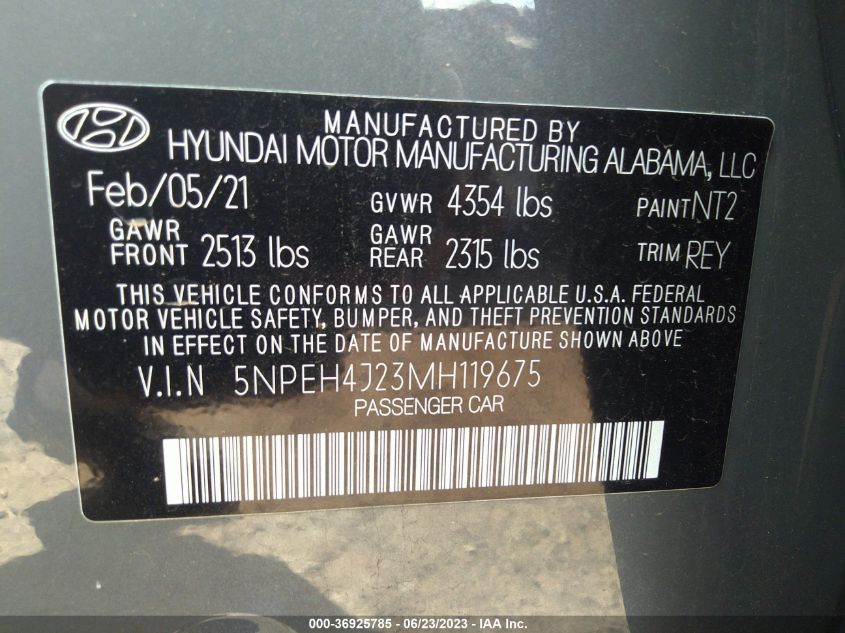 MANUFACTURED BY
HYUNDAI MOTOR MANUFACTURING ALABAMA, LLC
Feb/05/21 GVWR 4354 lbs PAINT NT2
GAWR FRONT 2513 lbs GAWR REAR 2315 lbs TRIM REY
THIS VEHICLE CONFORMS TO ALL APPLICABLE U.S.A. FEDERAL
MOTOR VEHICLE SAFETY, BUMPER, AND THEFT PREVENTION STANDARDS
IN EFFECT ON THE DATE OF MANUFACTURE SHOWN ABOVE
V.I.N 5NPEH4J23MH119675
PASSENGER CAR
000-36925785 - 06/23/2023 - IAA Inc.